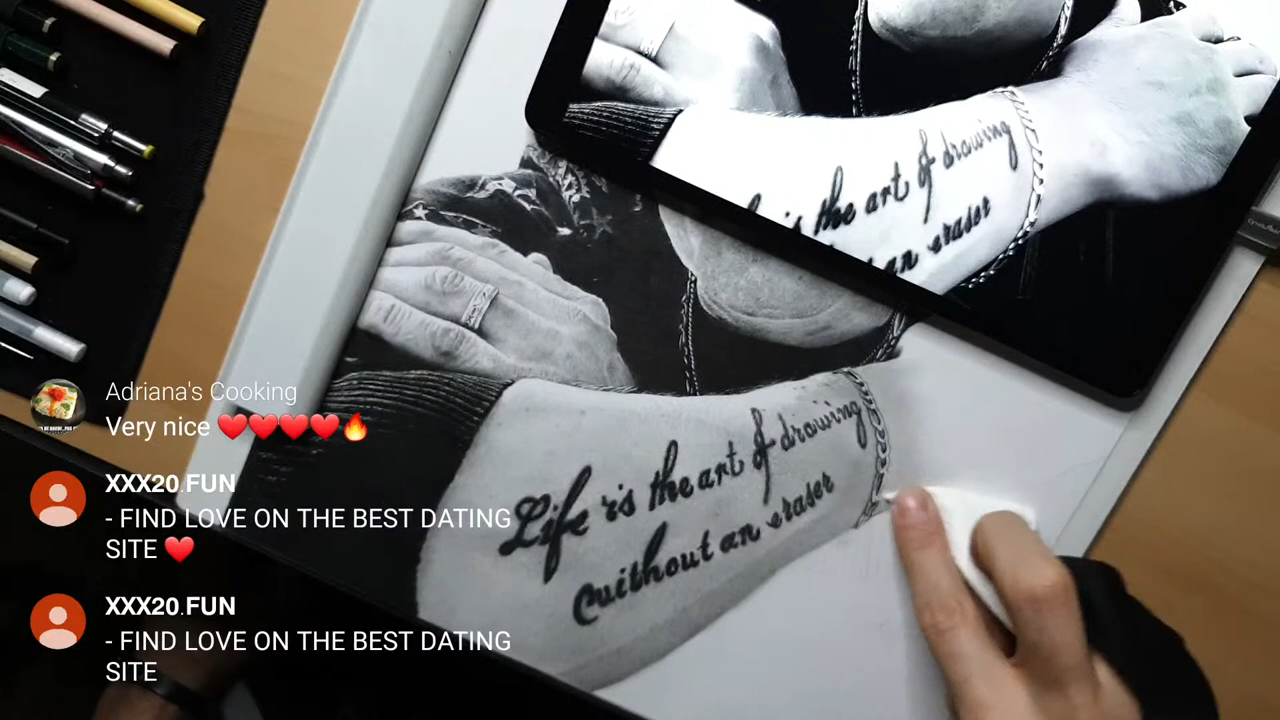 is the art of drawing
an eraser
Life is the art of drawing
without an eraser
Adriana's Cooking
Very nice ❤️❤️❤️❤️🔥
XXX20.FUN
- FIND LOVE ON THE BEST DATING
SITE ❤️
XXX20.FUN
- FIND LOVE ON THE BEST DATING
SITE